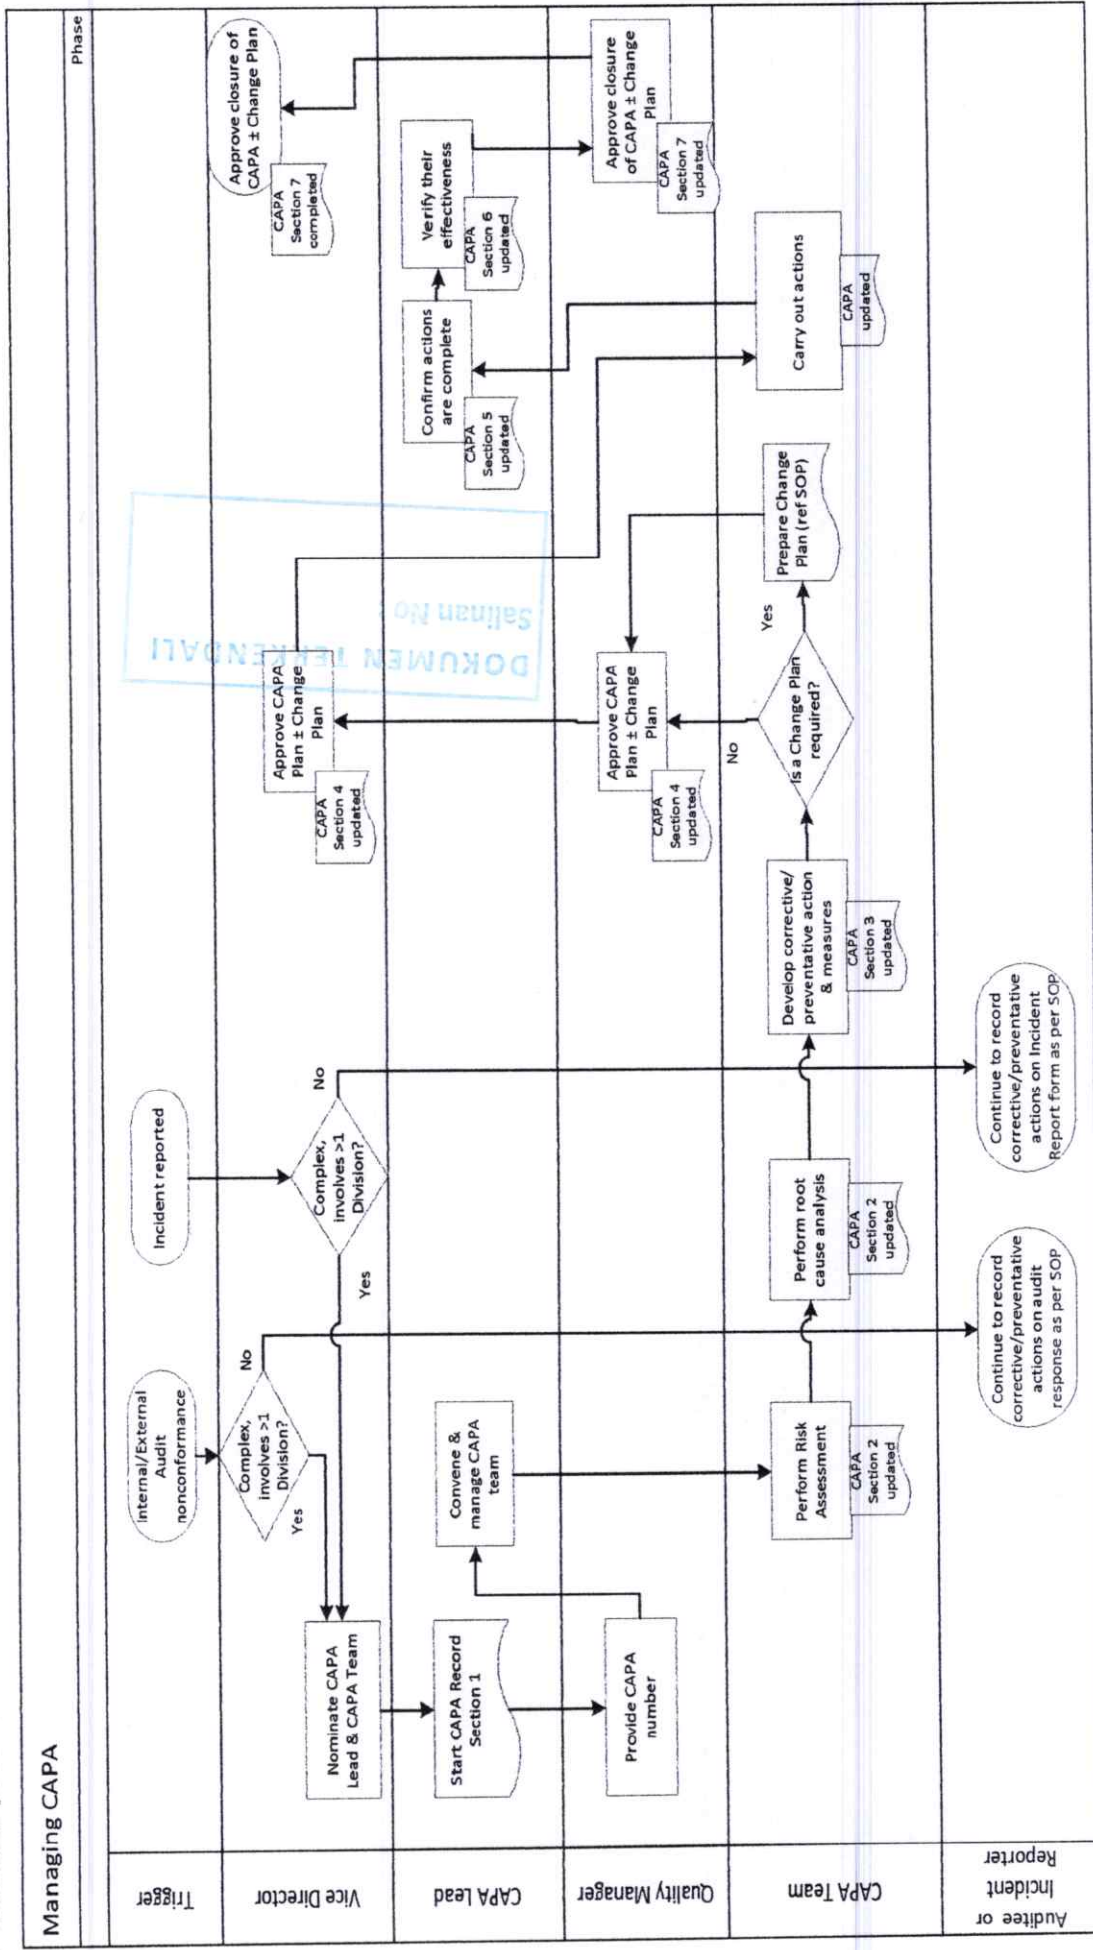 Managing CAPA
Phase
Trigger
Vice Director
CAPA Lead
Quality Manager
CAPA Team
Auditee or
Incident
Reporter
Internal/External
Audit
nonconformance
Incident reported
Complex,
involves >1
Division?
No
Yes
Complex,
involves >1
Division?
No
Yes
Nominate CAPA
Lead & CAPA Team
Start CAPA Record
Section 1
Provide CAPA
number
Convene &
manage CAPA
team
Perform Risk
Assessment
CAPA
Section 2
updated
Perform root
cause analysis
CAPA
Section 2
updated
Continue to record
corrective/preventative
actions on audit
response as per SOP
Continue to record
corrective/preventative
actions on Incident
Report form as per SOP
Develop corrective/
preventative action
& measures
CAPA
Section 3
updated
Is a Change Plan
required?
No
Yes
Prepare Change
Plan (ref SOP)
Approve CAPA
Plan ± Change
Plan
CAPA
Section 4
updated
Approve CAPA
Plan ± Change
Plan
CAPA
Section 4
updated
DOKUMEN TERKENDALI
Salinan No :
Carry out actions
CAPA
updated
Confirm actions
are complete
CAPA
Section 5
updated
Verify their
effectiveness
CAPA
Section 6
updated
Approve closure
of CAPA ± Change
Plan
CAPA
Section 7
updated
Approve closure of
CAPA ± Change Plan
CAPA
Section 7
completed